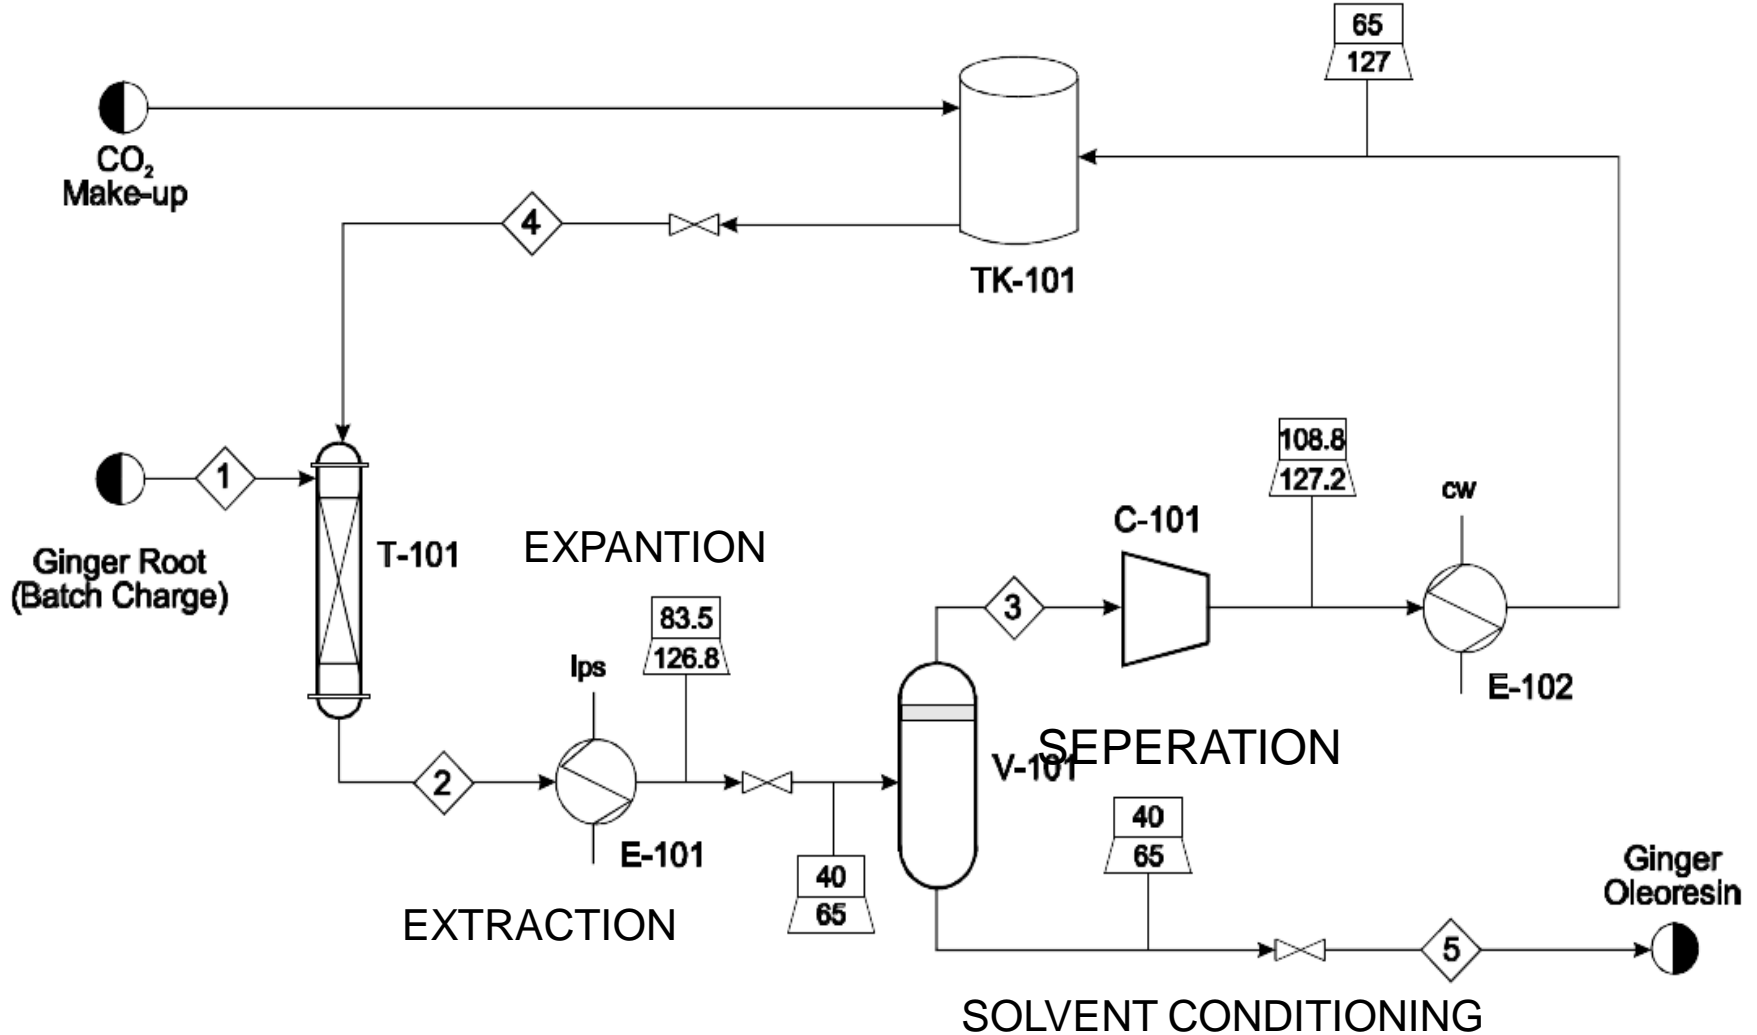 65
127
CO₂
Make-up
4
TK-101
1
Ginger Root
(Batch Charge)
T-101
EXPANTION
83.5
126.8
lps
2
E-101
EXTRACTION
40
65
3
C-101
108.8
127.2
cw
E-102
V-101
SEPERATION
40
65
Ginger
Oleoresin
5
SOLVENT CONDITIONING